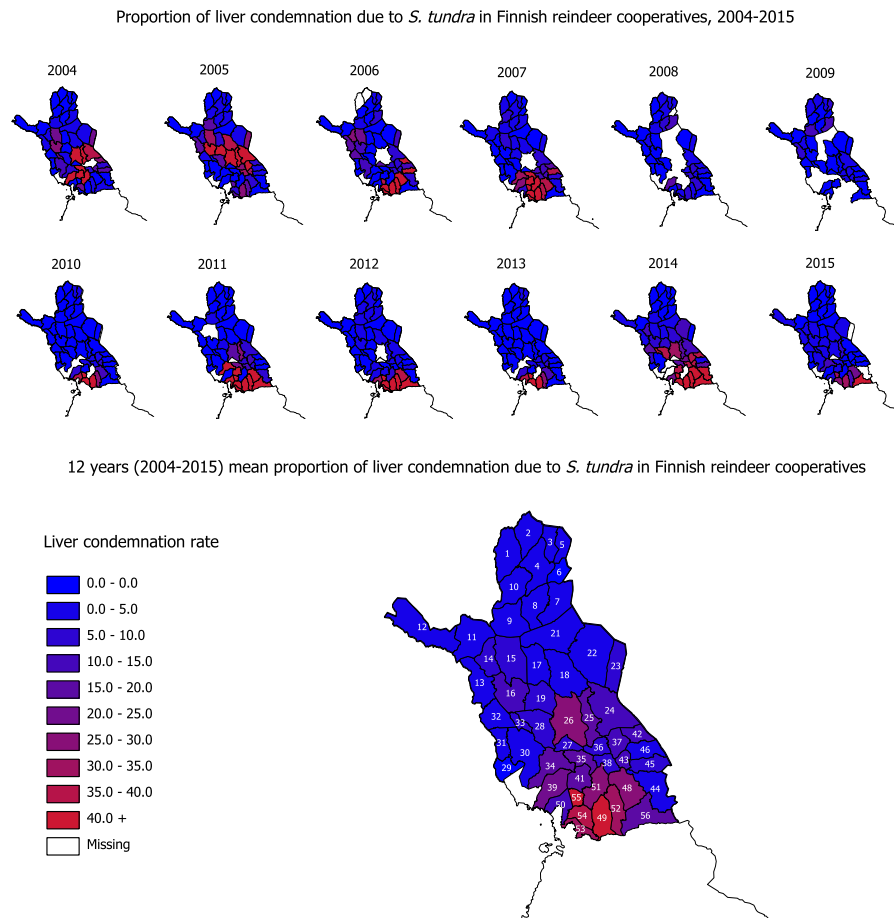 Proportion of liver condemnation due to S. tundra in Finnish reindeer cooperatives, 2004-2015
2004 2005 2006 2007 2008 2009
2010 2011 2012 2013 2014 2015
12 years (2004-2015) mean proportion of liver condemnation due to S. tundra in Finnish reindeer cooperatives
Liver condemnation rate
0.0 - 0.0
0.0 - 5.0
5.0 - 10.0
10.0 - 15.0
15.0 - 20.0
20.0 - 25.0
25.0 - 30.0
30.0 - 35.0
35.0 - 40.0
40.0 +
Missing
2
3 5
1
4
6
10
7
8
9
12 11 21
14 15 17 22 23
13 18
16 19
32 33 28 26 25 24
31 27 36 37 42
30 46
29 34 35 38 43 45
41
39 51 48 44
50 55 52
54 49 56
53